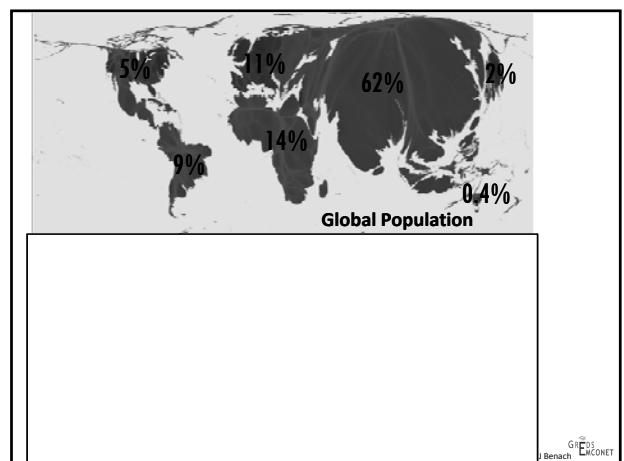 5%
11%
62%
2%
14%
9%
0.4%
Global Population
J Benach
GREDS
EMCONET